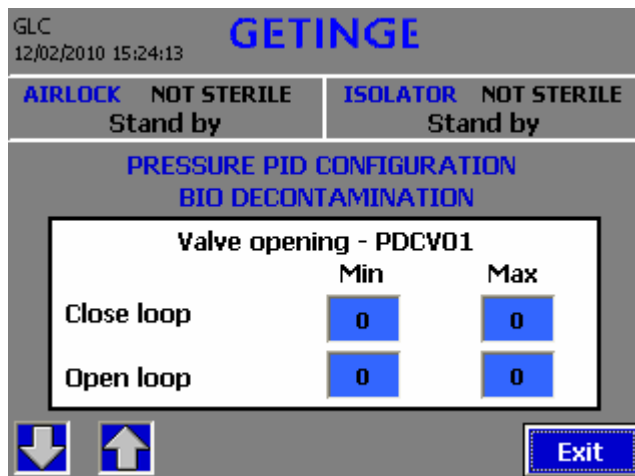 GLC
GETINGE
12/02/2010 15:24:13
AIRLOCK NOT STERILE
Stand by
ISOLATOR NOT STERILE
Stand by
PRESSURE PID CONFIGURATION
BIO DECONTAMINATION
Valve opening - PDCV01
Min Max
Close loop 0 0
Open loop 0 0
Exit